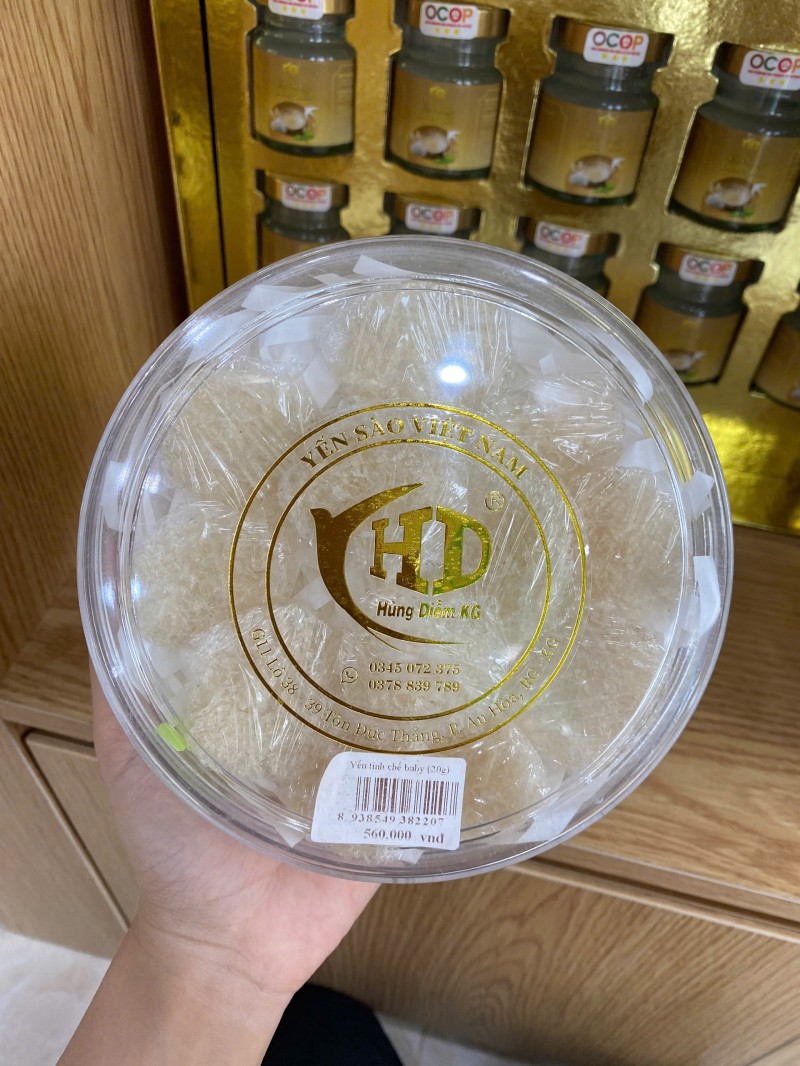 OCOP
OCOP
OCOP
OCOP
OCOP
OCOP
OCOP
YẾN SÀO VIỆT NAM
®
HD
Hùng Diễm KG
0345 072 375
0378 839 789
G11 Lô 38 - 39 Tôn Đức Thắng, P. An Hòa, RG - KG
Yến tinh chế baby (20g)
8 938549 382207
560,000 vnđ